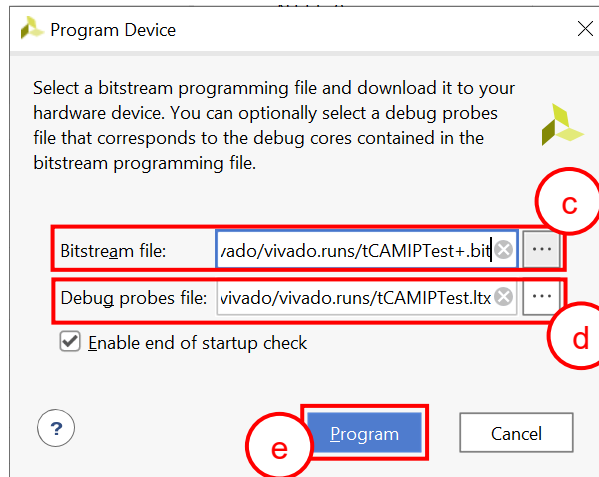 Program Device
Select a bitstream programming file and download it to your
hardware device. You can optionally select a debug probes
file that corresponds to the debug cores contained in the
bitstream programming file.
c
Bitstream file: vado/vivado.runs/tCAMIPTest+.bit ...
Debug probes file: vivado/vivado.runs/tCAMIPTest.ltx ...
d
Enable end of startup check
? Program Cancel
e